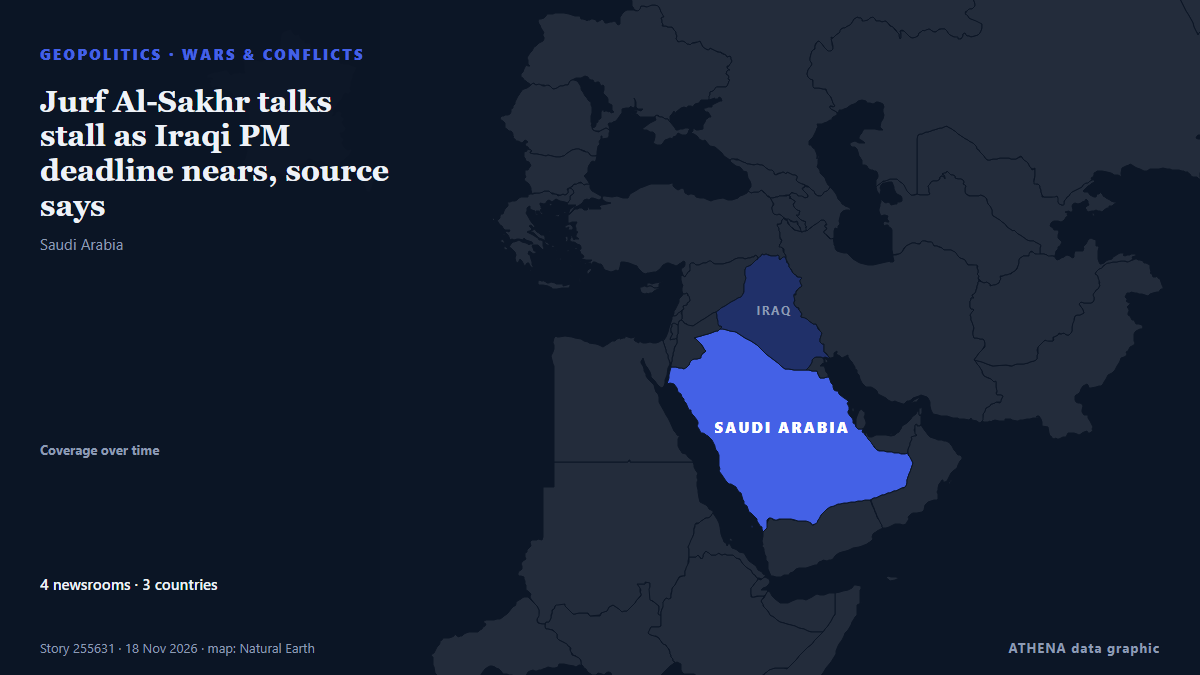 GEOPOLITICS · WARS & CONFLICTS
Jurf Al-Sakhr talks
stall as Iraqi PM
deadline nears, source
says
Saudi Arabia
IRAQ
SAUDI ARABIA
Coverage over time
4 newsrooms · 3 countries
Story 255631 · 18 Nov 2026 · map: Natural Earth
ATHENA data graphic